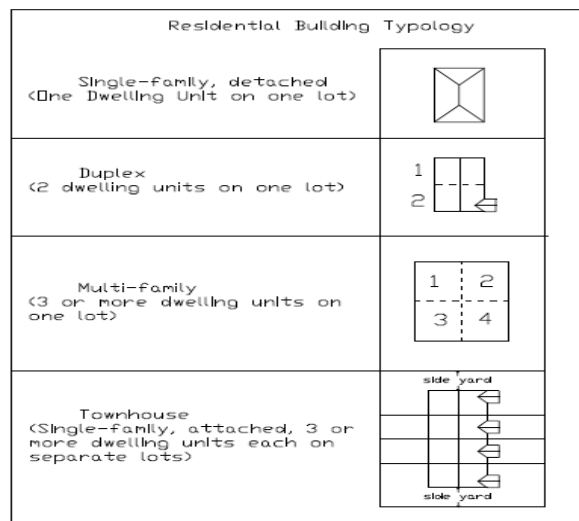 Residential Building Typology
Single-family, detached
(One Dwelling Unit on one lot)
Duplex
(2 dwelling units on one lot)
1
2
Multi-family
(3 or more dwelling units on
one lot)
1 2
3 4
Townhouse
(Single-family, attached, 3 or
more dwelling units each on
separate lots)
side yard
side yard